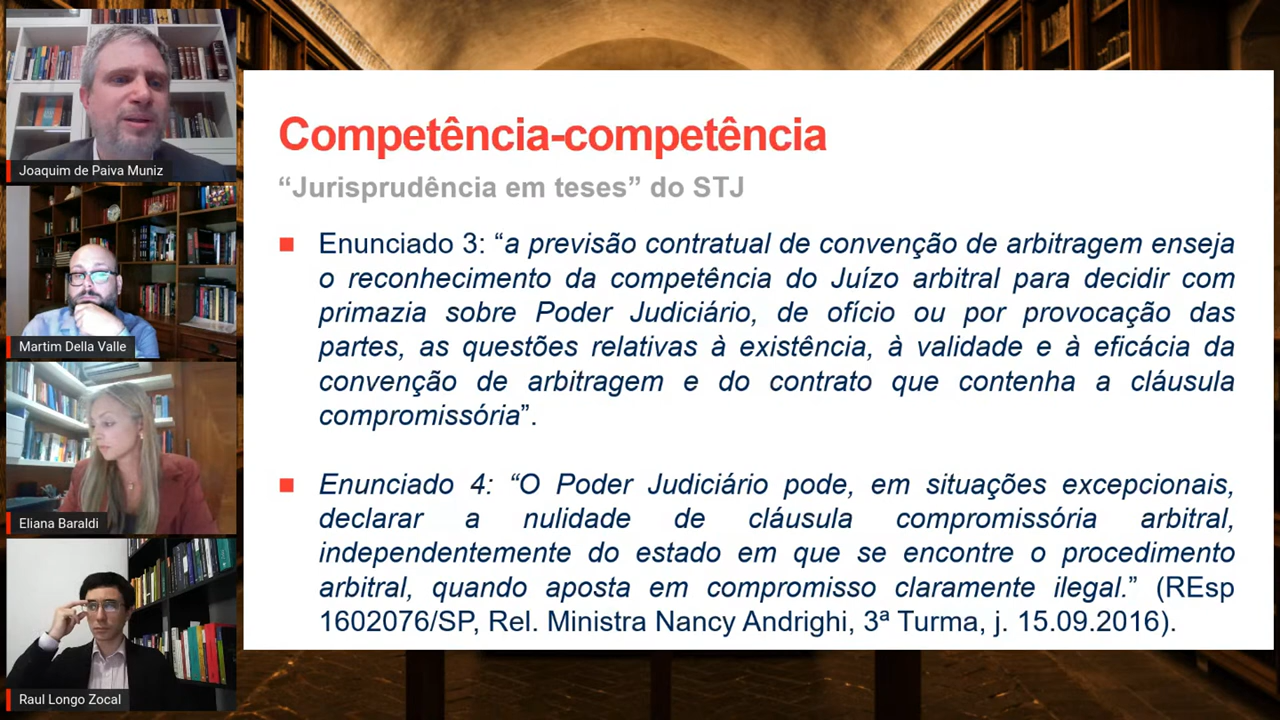 Joaquim de Paiva Muniz
Martim Della Valle
Eliana Baraldi
Raul Longo Zocal
Competência-competência
“Jurisprudência em teses” do STJ
Enunciado 3: “a previsão contratual de convenção de arbitragem enseja
o reconhecimento da competência do Juízo arbitral para decidir com
primazia sobre Poder Judiciário, de ofício ou por provocação das
partes, as questões relativas à existência, à validade e à eficácia da
convenção de arbitragem e do contrato que contenha a cláusula
compromissória”.
Enunciado 4: “O Poder Judiciário pode, em situações excepcionais,
declarar a nulidade de cláusula compromissória arbitral,
independentemente do estado em que se encontre o procedimento
arbitral, quando aposta em compromisso claramente ilegal.” (REsp
1602076/SP, Rel. Ministra Nancy Andrighi, 3ª Turma, j. 15.09.2016).